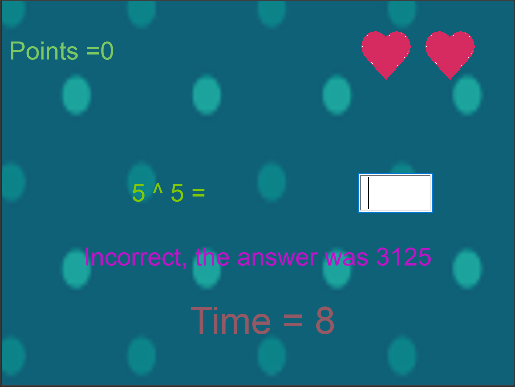 Points =0
5 ^ 5 =
Incorrect, the answer was 3125
Time = 8